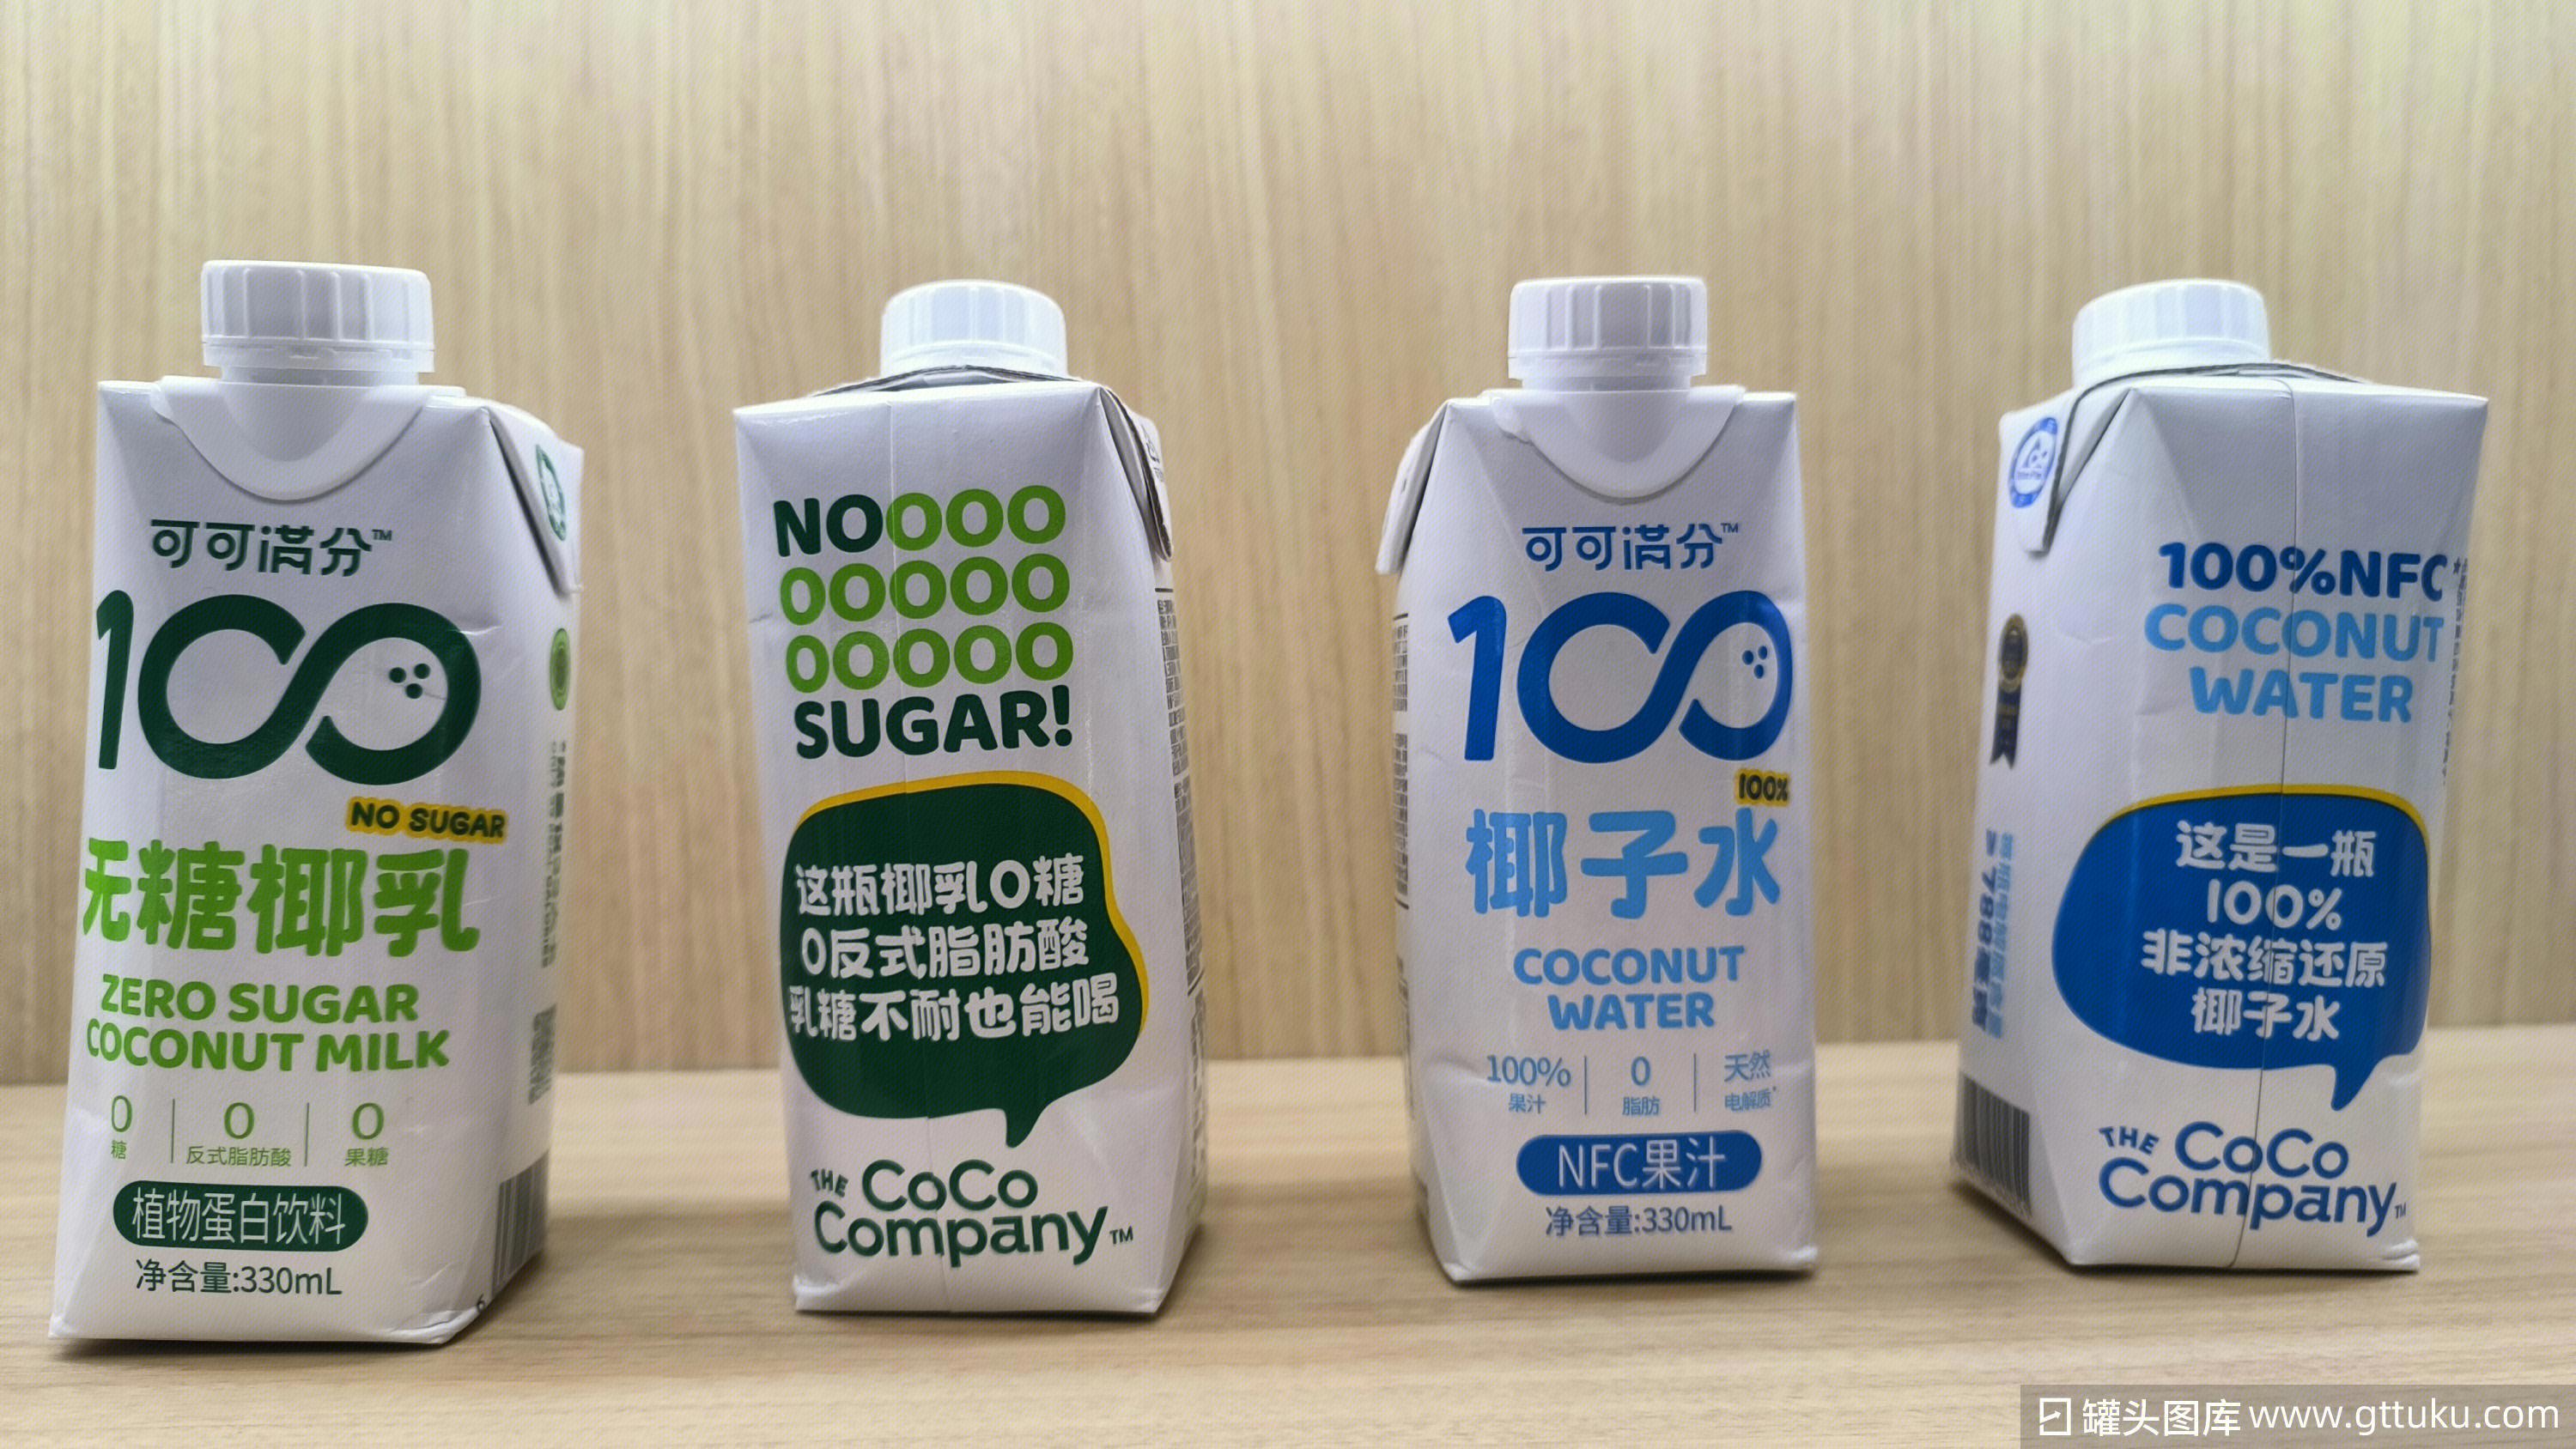 可可满分™
100
NO SUGAR
无糖椰乳
ZERO SUGAR
COCONUT MILK
0 0 0
糖 反式脂肪酸 果糖
植物蛋白饮料
净含量:330mL
NOOOO
OOOOO
OOOOO
SUGAR!
这瓶椰乳0糖
0反式脂肪酸
乳糖不耐也能喝
THE CoCo
Company™
可可满分™
100
100%
椰子水
COCONUT
WATER
100% 0 天然
果汁 脂肪 电解质*
NFC果汁
净含量:330mL
100%NFC*
COCONUT
WATER
这是一瓶
100%
非浓缩还原
椰子水
THE CoCo
Company™
罐头图库 www.gttuku.com